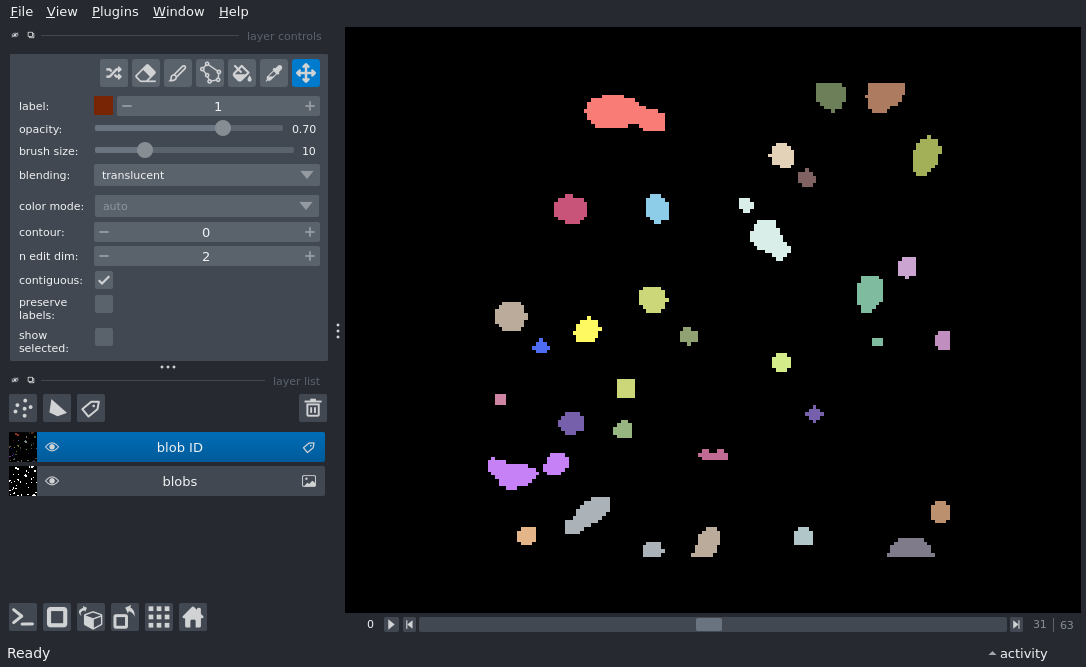 File View Plugins Window Help
layer controls
label: 1
opacity: 0.70
brush size: 10
blending: translucent
color mode: auto
contour: 0
n edit dim: 2
contiguous:
preserve
labels:
show
selected:
layer list
blob ID
blobs
0 31 | 63
Ready
activity